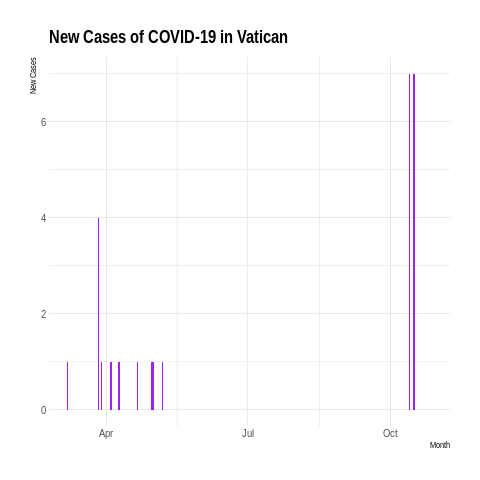 New Cases of COVID-19 in Vatican
New Cases
6
4
2
0
Apr
Jul
Oct
Month